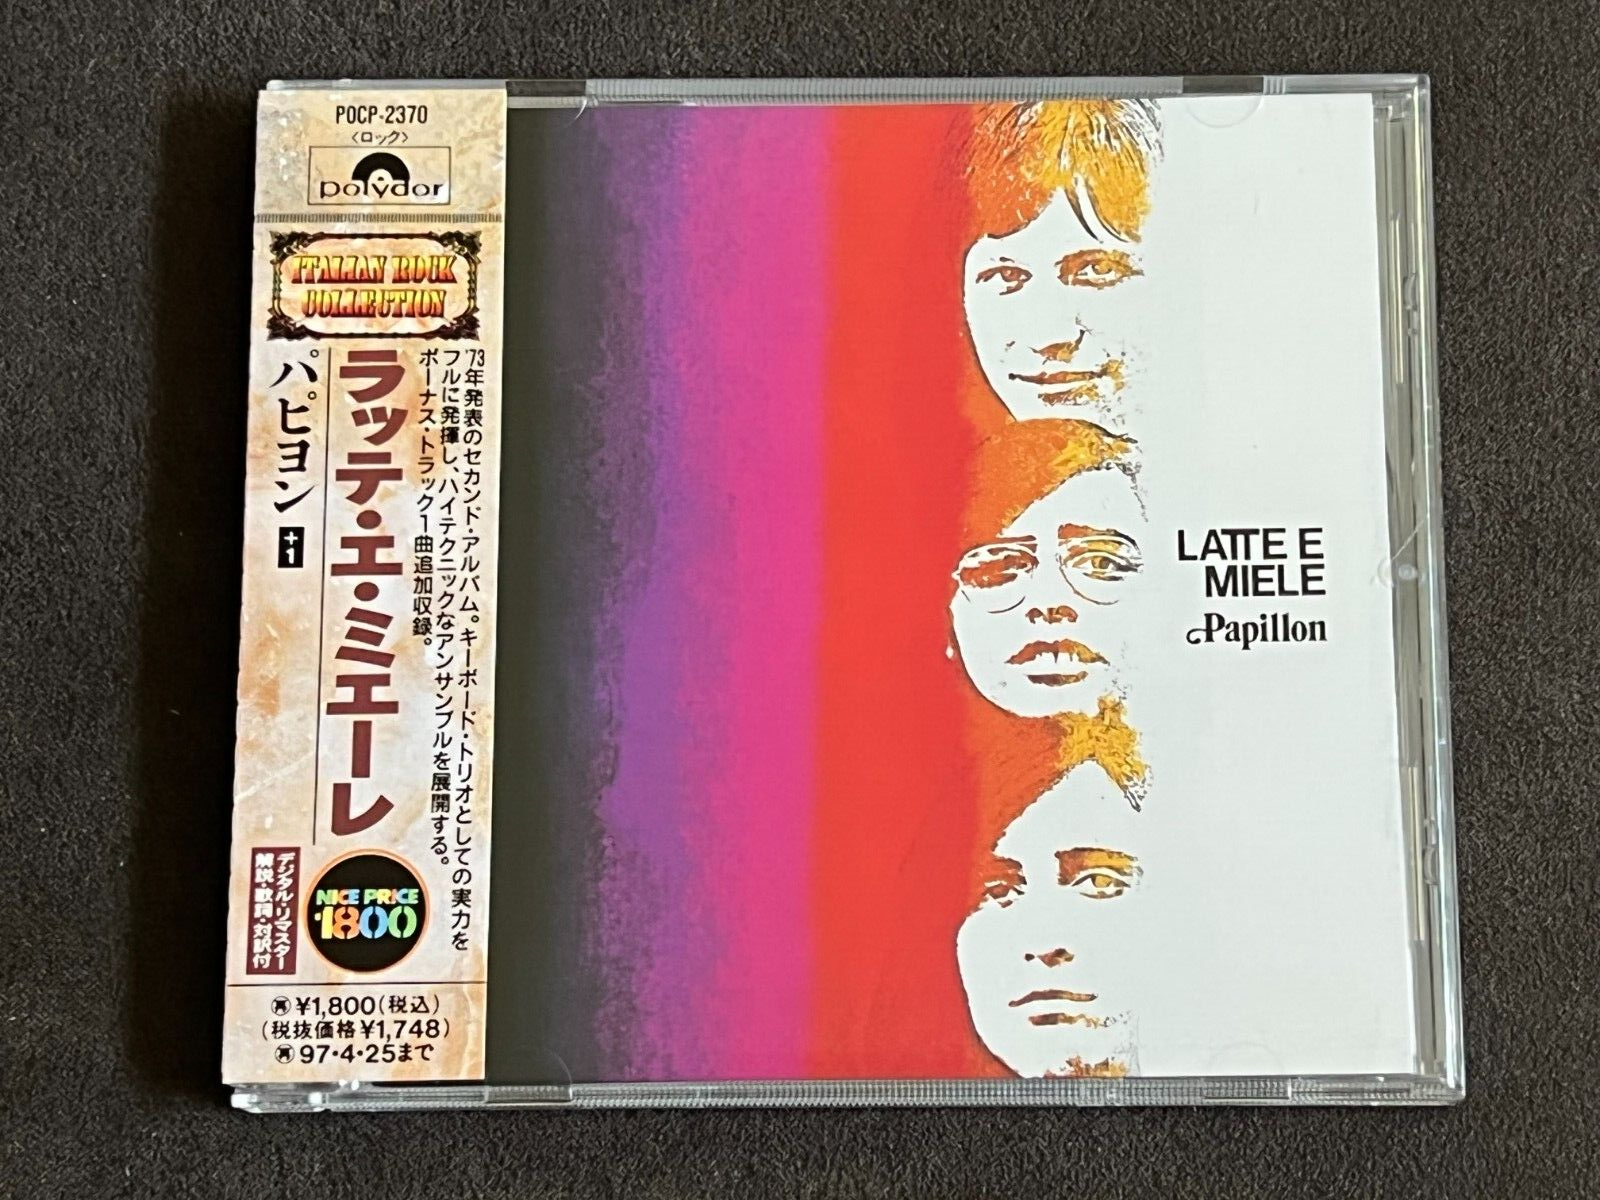 POCP-2370
〈ロック〉
polydor
ITALIAN ROCK
COLLECTION
'73年発表のセカンド・アルバム。キーボード・トリオとしての実力を
フルに発揮し、ハイテクニックなアンサンブルを展開する。
ボーナス・トラック1曲追加収録。
ラッテ・エ・ミエーレ
パピヨン +1
デジタル・リマスター
解説・歌詞・対訳付
NICE PRICE
1800
㋐¥1,800(税込)
(税抜価格¥1,748)
㋐97・4・25まで
LATTE E
MIELE
Papillon